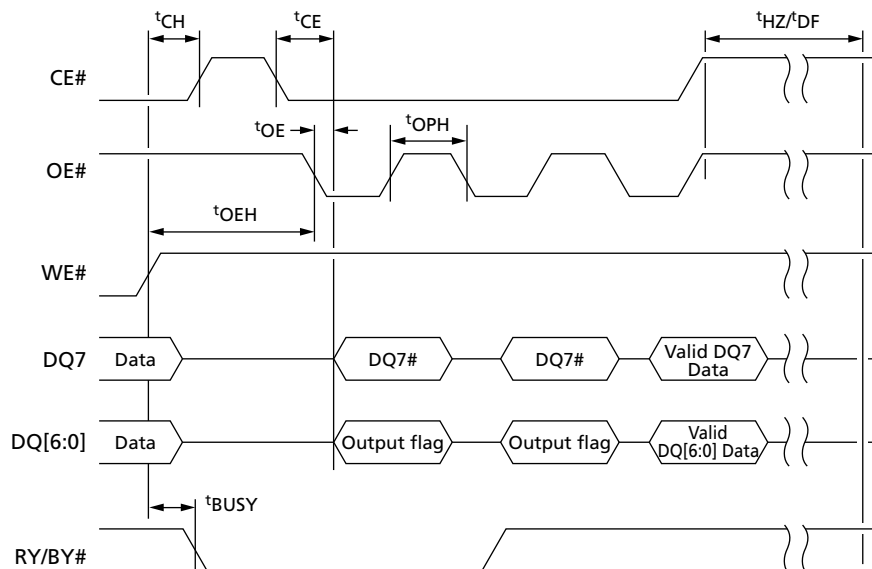 tCH
tCE
tHZ/tDF
CE#
tOE
tOPH
OE#
tOEH
WE#
DQ7
Data
DQ7#
DQ7#
Valid DQ7
Data
DQ[6:0]
Data
Output flag
Output flag
Valid
DQ[6:0] Data
tBUSY
RY/BY#